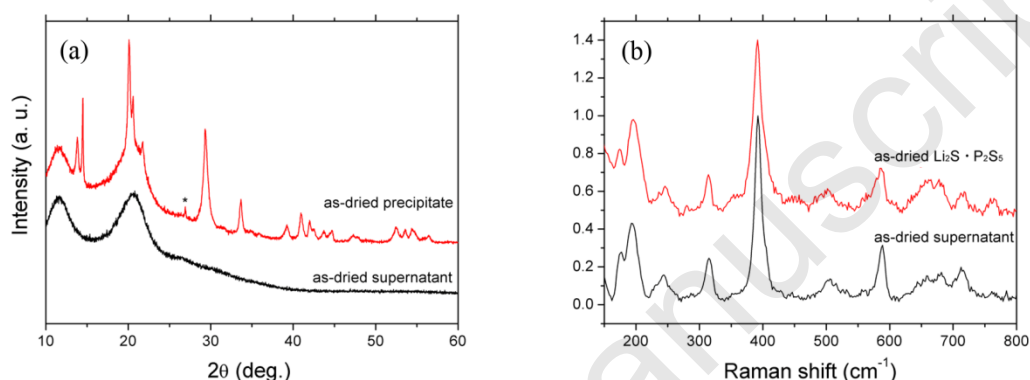 (a)
Intensity (a. u.)
*
as-dried precipitate
as-dried supernatant
10 20 30 40 50 60
2θ (deg.)
(b)
1.4
1.2
1.0
0.8
0.6
0.4
0.2
0.0
as-dried Li₂S・P₂S₅
as-dried supernatant
200 300 400 500 600 700 800
Raman shift (cm⁻¹)
anuscri